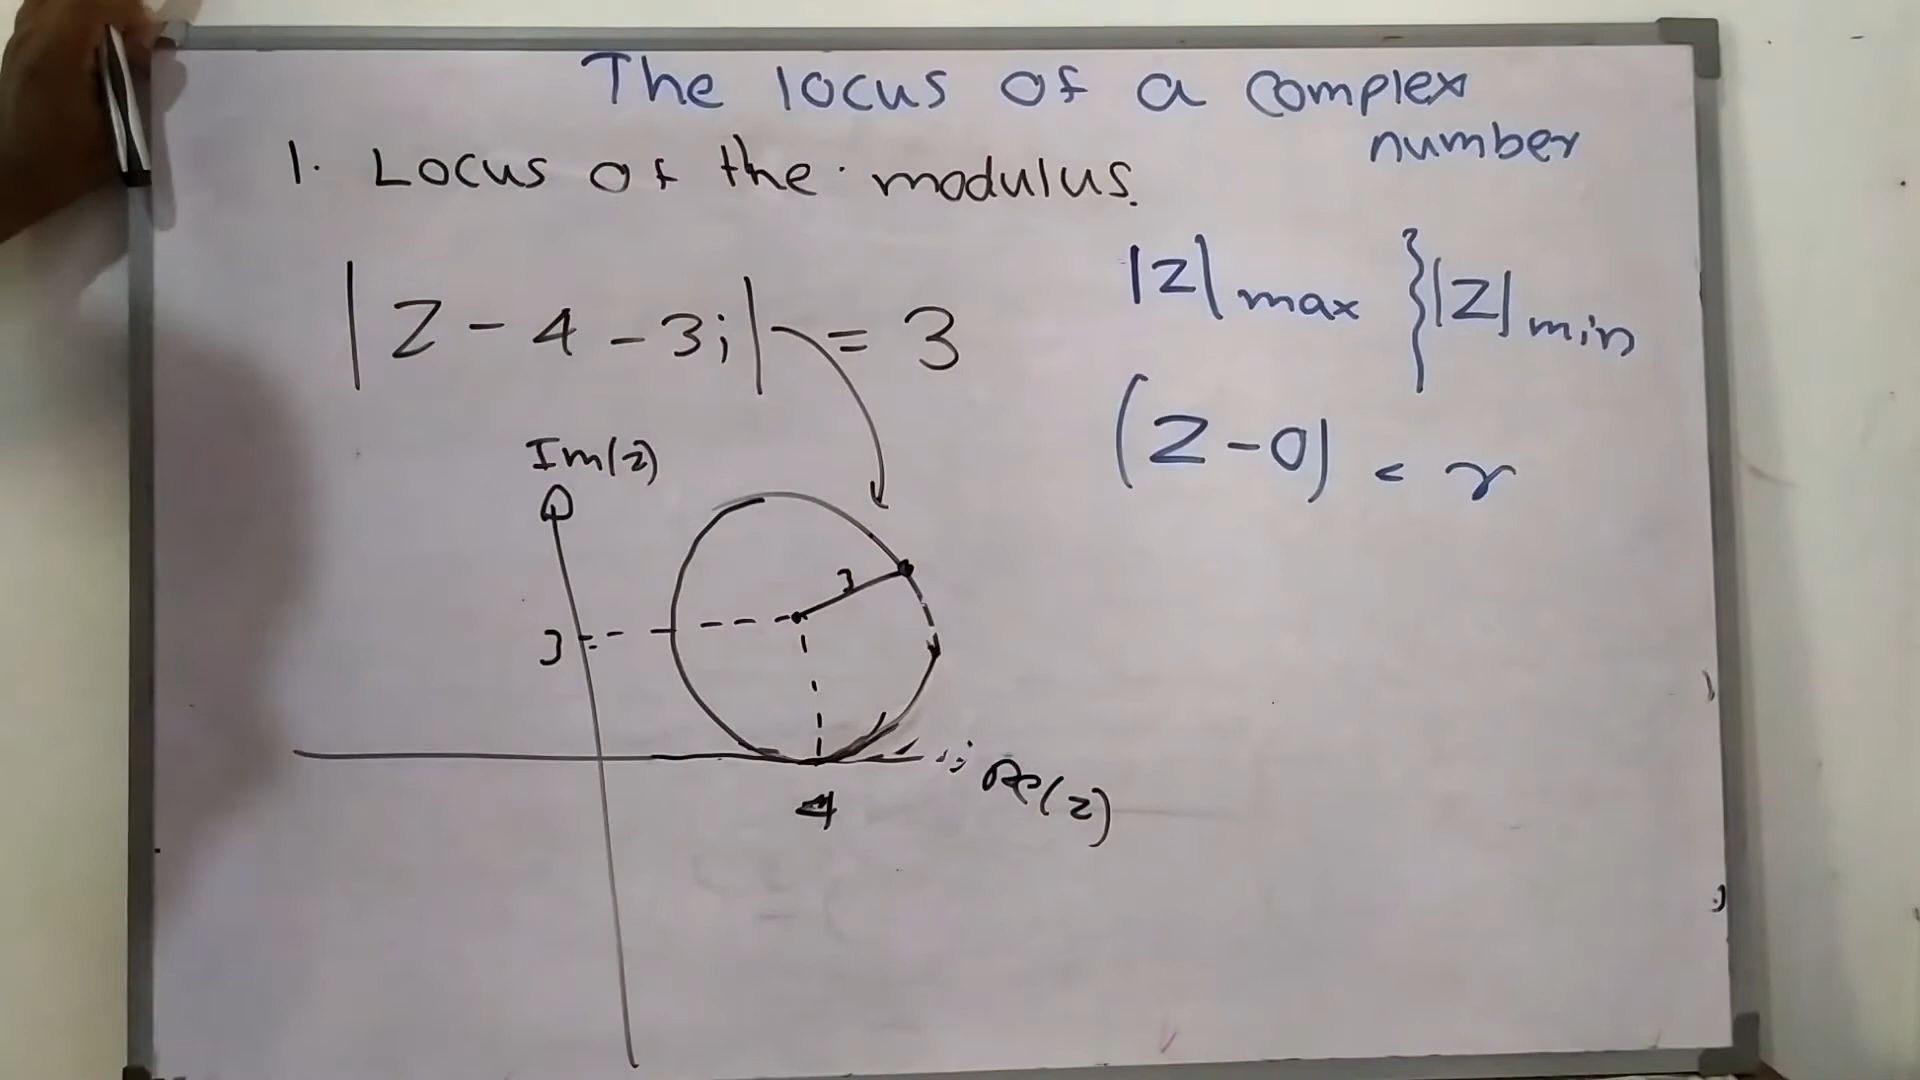 The locus of a complex
number
1. Locus of the modulus.
|z - 4 - 3i| = 3
|z| max } |z| min
(z - 0) < r
Im(z)
3
3
4
Re(z)